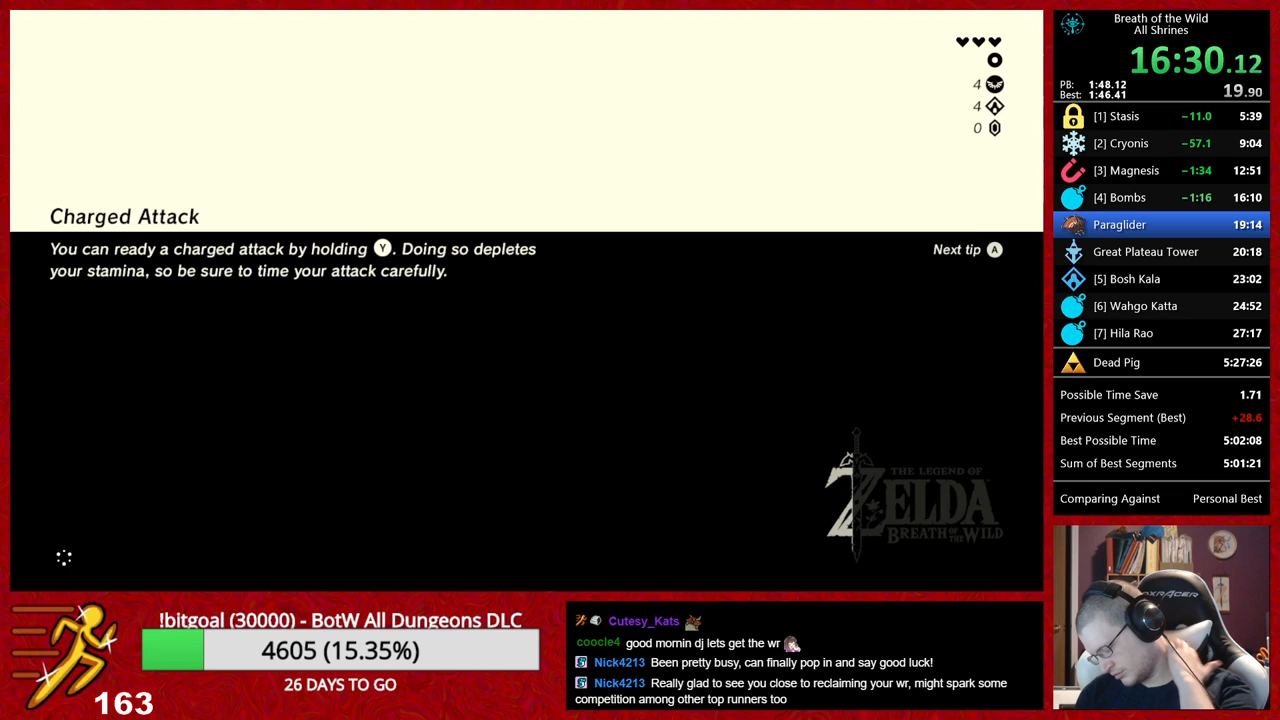 4
4
0
Charged Attack
You can ready a charged attack by holding Y. Doing so depletes
your stamina, so be sure to time your attack carefully.
Next tip A
THE LEGEND OF
ZELDA
BREATH OF THE WILD
Breath of the Wild
All Shrines
16:30.12
PB: 1:48.12
Best: 1:46.41
19.90
[1] Stasis -11.0 5:39
[2] Cryonis -57.1 9:04
[3] Magnesis -1:34 12:51
[4] Bombs -1:16 16:10
Paraglider 19:14
Great Plateau Tower 20:18
[5] Bosh Kala 23:02
[6] Wahgo Katta 24:52
[7] Hila Rao 27:17
Dead Pig 5:27:26
Possible Time Save 1.71
Previous Segment (Best) +28.6
Best Possible Time 5:02:08
Sum of Best Segments 5:01:21
Comparing Against Personal Best
163
!bitgoal (30000) - BotW All Dungeons DLC
4605 (15.35%)
26 DAYS TO GO
Cutesy_Kats
coocle4 good mornin dj lets get the wr
Nick4213 Been pretty busy, can finally pop in and say good luck!
Nick4213 Really glad to see you close to reclaiming your wr, might spark some
competition among other top runners too